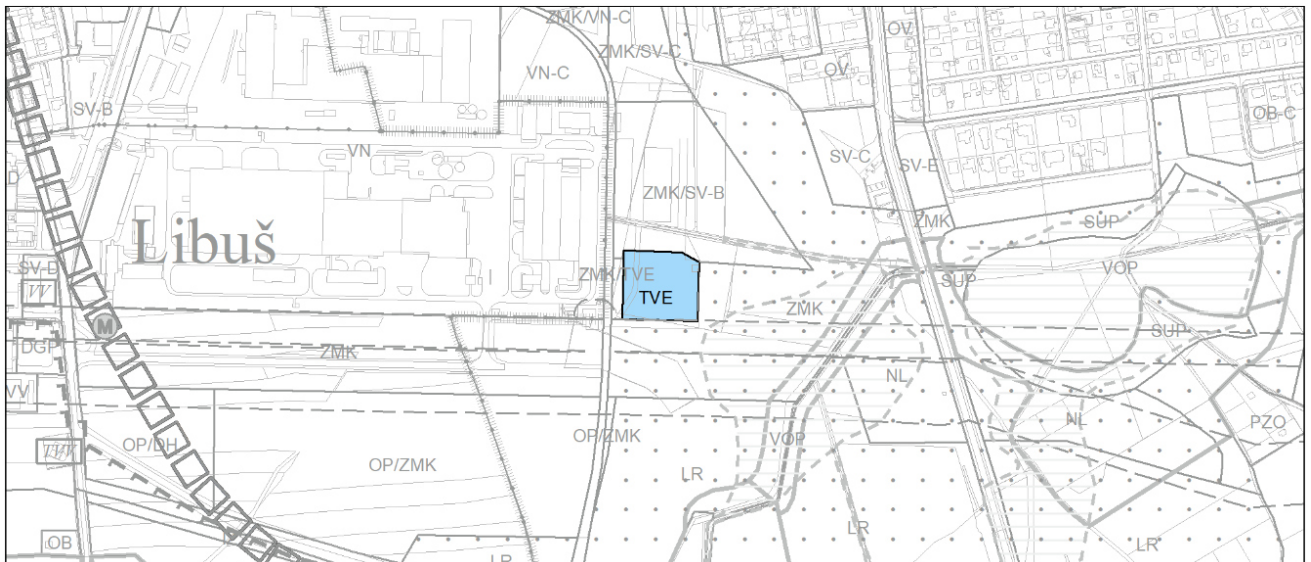 ZMK/VN-C
OV
ZMK/SV-C
OV
VN-C
SV-B
OB-C
VN
SV-C
SV-E
ZMK/SV-B
ZMK
SUP
Libuš
SV-D
VV
ZMK/TVE
TVE
VOP
SUP
ZMK
M
SUP
DGP
ZMK
NL
VV
NL
PZO
OP/DH
OP/ZMK
VOP
TVV
OP/ZMK
LR
LR
OB
LR
LR